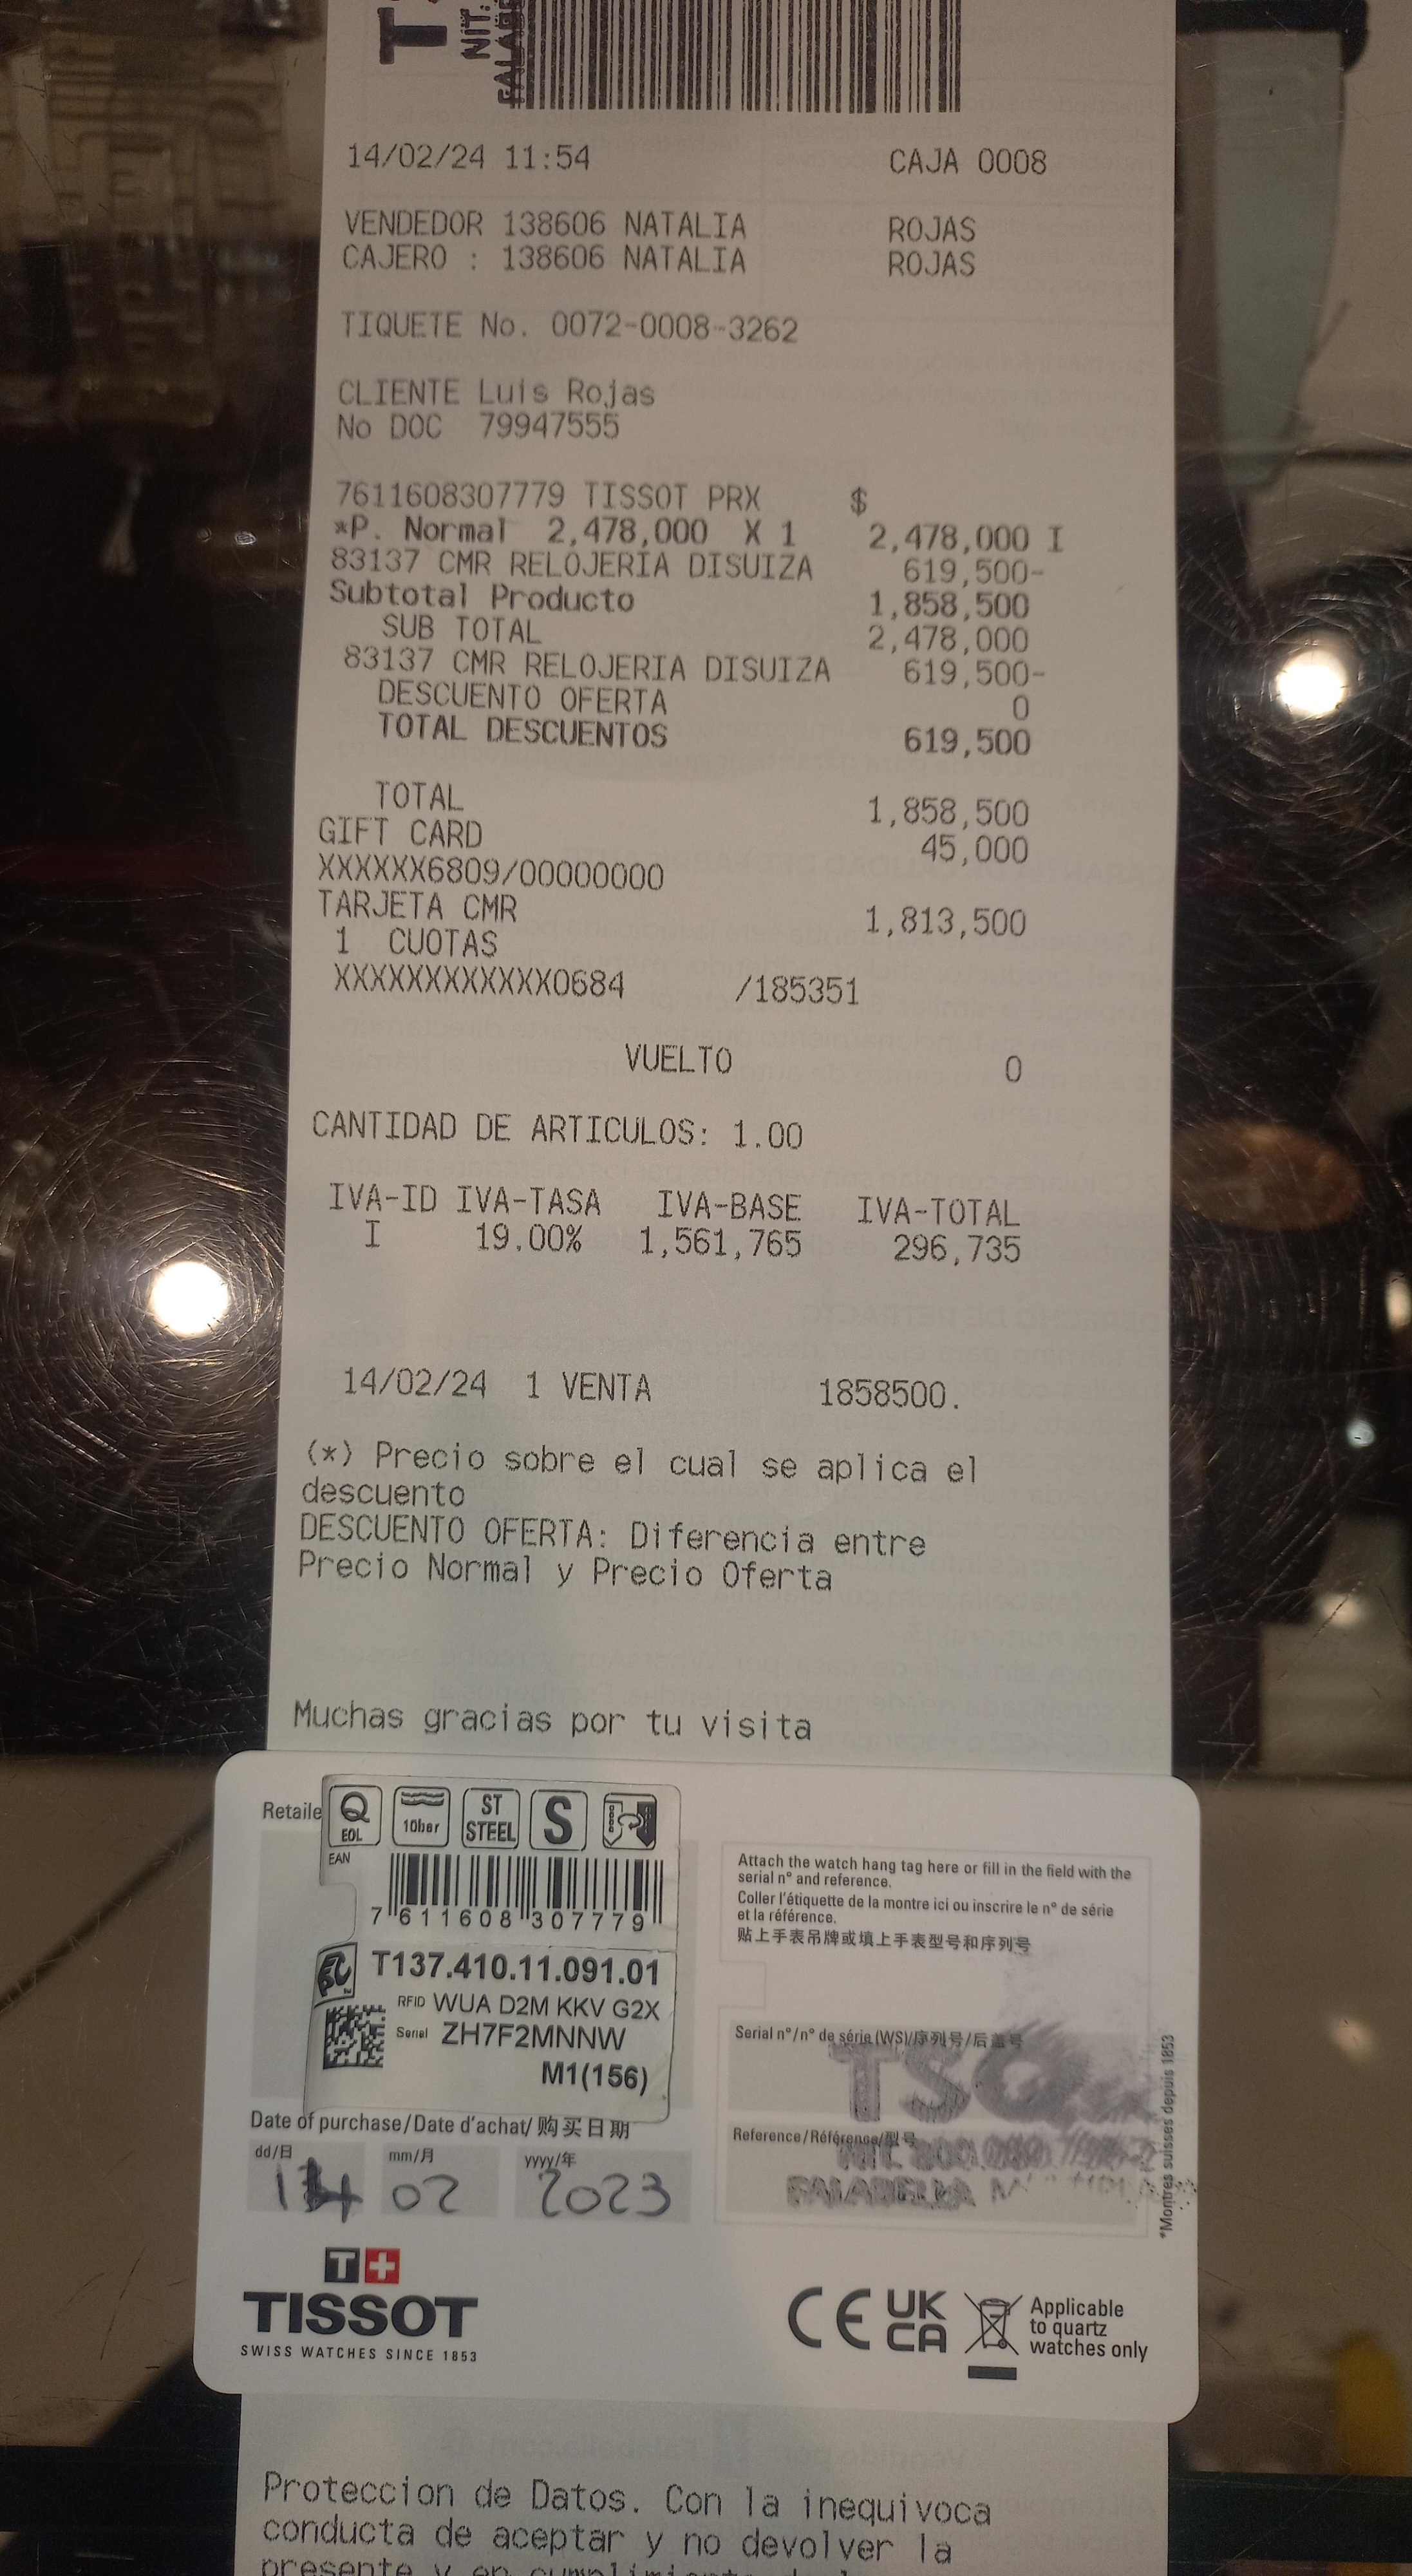 NIT.
14/02/24 11:54 CAJA 0008
VENDEDOR 138606 NATALIA ROJAS
CAJERO : 138606 NATALIA ROJAS
TIQUETE No. 0072-0008-3262
CLIENTE Luis Rojas
No DOC 79947555
7611608307779 TISSOT PRX $
*P. Normal 2,478,000 X 1 2,478,000 I
83137 CMR RELOJERIA DISUIZA 619,500-
Subtotal Producto 1,858,500
SUB TOTAL 2,478,000
83137 CMR RELOJERIA DISUIZA 619,500-
DESCUENTO OFERTA 0
TOTAL DESCUENTOS 619,500
TOTAL 1,858,500
GIFT CARD 45,000
XXXXXX6809/00000000
TARJETA CMR 1,813,500
1 CUOTAS
XXXXXXXXXXXX0684 /185351
VUELTO 0
CANTIDAD DE ARTICULOS: 1.00
IVA-ID IVA-TASA IVA-BASE IVA-TOTAL
I 19.00% 1,561,765 296,735
14/02/24 1 VENTA 1858500.
(*) Precio sobre el cual se aplica el
descuento
DESCUENTO OFERTA: Diferencia entre
Precio Normal y Precio Oferta
Muchas gracias por tu visita
Q EOL 10bar ST STEEL S
EAN
7 611608 307779
T137.410.11.091.01
RFID WUA D2M KKV G2X
Serial ZH7F2MNNW
M1(156)
Date of purchase/Date d'achat/购买日期
dd/日 mm/月 yyyy/年
14 02 2023
Attach the watch hang tag here or fill in the field with the
serial n° and reference.
Coller l'étiquette de la montre ici ou inscrire le n° de série
et la référence.
贴上手表吊牌或填上手表型号和序列号
Serial n°/n° de série (WS)/序列号/后盖号
TSO
Reference/Référence/型号
NIT.
FALABELLA
*Montres suisses depuis 1853
T+
TISSOT
SWISS WATCHES SINCE 1853
CE UK CA
Applicable
to quartz
watches only
Proteccion de Datos. Con la inequivoca
conducta de aceptar y no devolver la
presente y en cumplimiento de